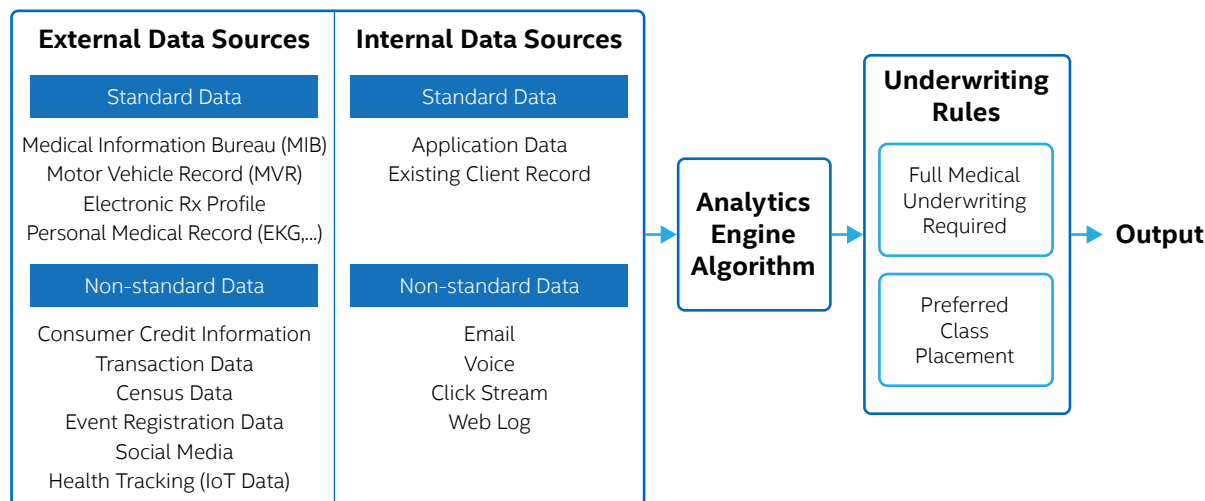 External Data Sources
Standard Data
Medical Information Bureau (MIB)
Motor Vehicle Record (MVR)
Electronic Rx Profile
Personal Medical Record (EKG,...)
Non-standard Data
Consumer Credit Information
Transaction Data
Census Data
Event Registration Data
Social Media
Health Tracking (IoT Data)
Internal Data Sources
Standard Data
Application Data
Existing Client Record
Non-standard Data
Email
Voice
Click Stream
Web Log
Analytics
Engine
Algorithm
Underwriting
Rules
Full Medical
Underwriting
Required
Preferred
Class
Placement
Output